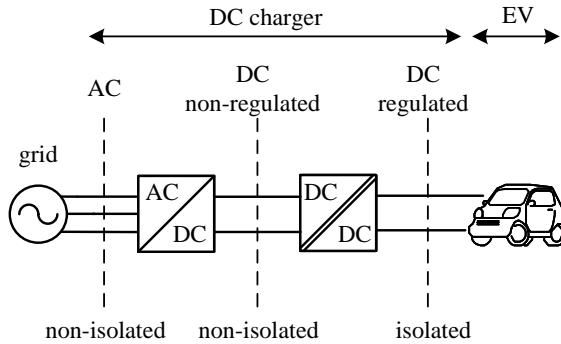 DC charger
EV
AC
DC
non-regulated
DC
regulated
grid
AC
DC
DC
DC
non-isolated
non-isolated
isolated